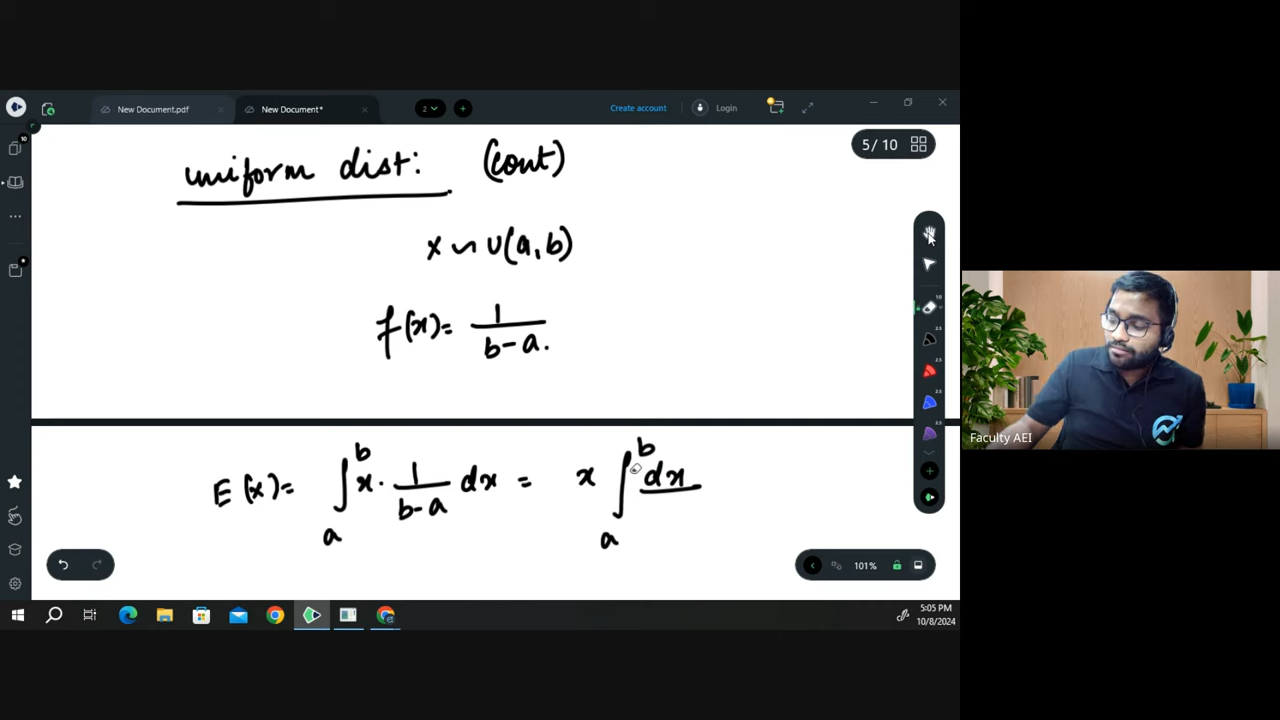 New Document.pdf
New Document*
2
Create account
Login
5 / 10
uniform dist: (cont)
x ~ U(a, b)
f(x) = 1/(b-a).
E(x) = ∫_a^b x · 1/(b-a) dx = x ∫_a^b dx
Faculty AEI
101%
5:05 PM
10/8/2024